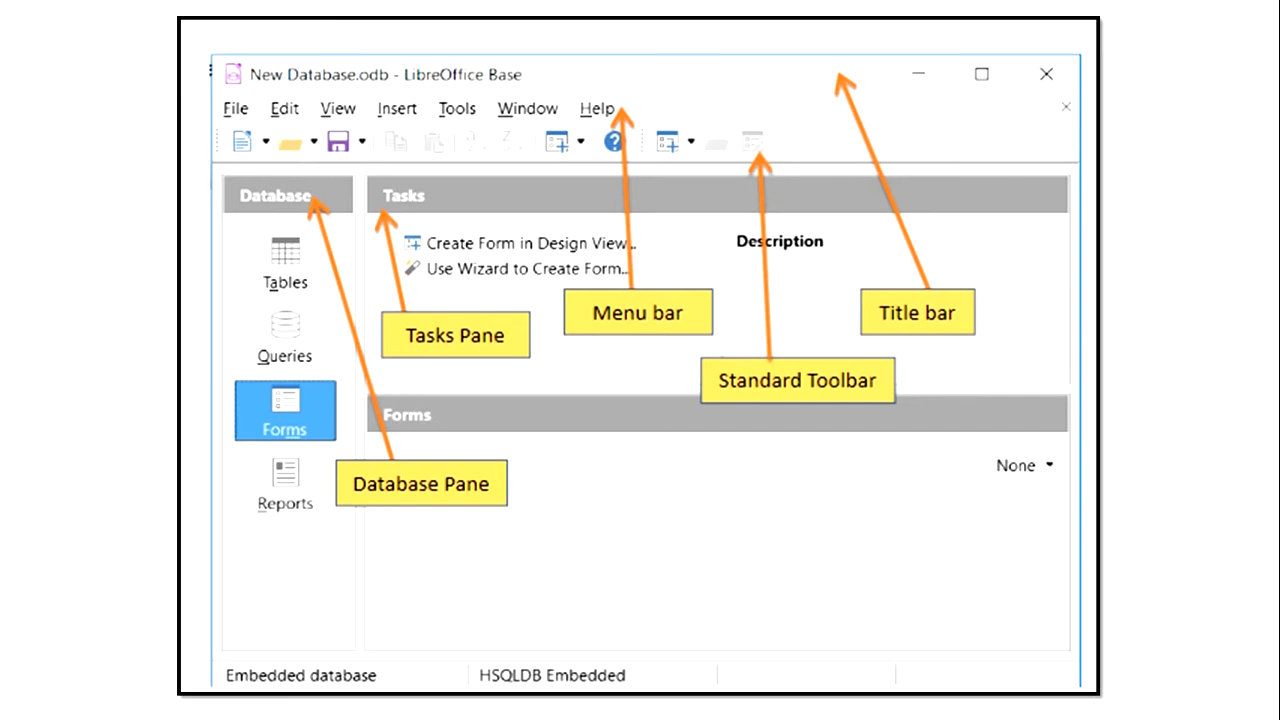 New Database.odb - LibreOffice Base
File Edit View Insert Tools Window Help
Database
Tasks
Create Form in Design View...
Use Wizard to Create Form...
Description
Tables
Queries
Forms
Reports
Tasks Pane
Menu bar
Title bar
Standard Toolbar
Forms
None
Database Pane
Embedded database
HSQLDB Embedded